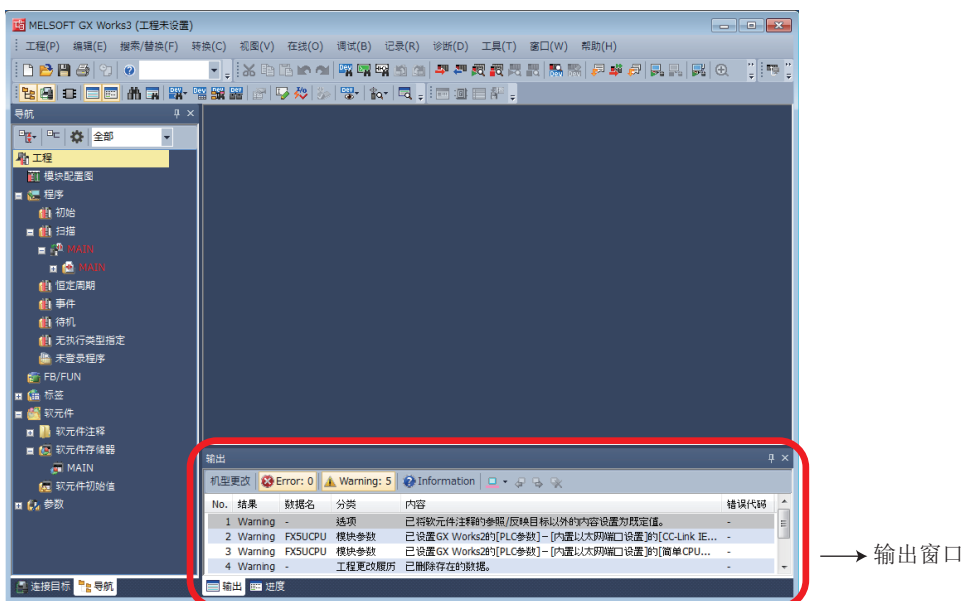 MELSOFT GX Works3 (工程未设置)
工程(P) 编辑(E) 搜索/替换(F) 转换(C) 视图(V) 在线(O) 调试(B) 记录(R) 诊断(D) 工具(T) 窗口(W) 帮助(H)
导航
全部
工程
模块配置图
程序
初始
扫描
MAIN
MAIN
恒定周期
事件
待机
无执行类型指定
未登录程序
FB/FUN
标签
软元件
软元件注释
软元件存储器
MAIN
软元件初始值
参数
连接目标 导航
输出
机型更改 Error: 0 Warning: 5 Information
No. 结果 数据名 分类 内容 错误代码
1 Warning - 选项 已将软元件注释的参照/反映目标以外的内容设置为既定值。 -
2 Warning FX5UCPU 模块参数 已设置GX Works2的[PLC参数]－[内置以太网端口设置]的[CC-Link IE... -
3 Warning FX5UCPU 模块参数 已设置GX Works2的[PLC参数]－[内置以太网端口设置]的[简单CPU... -
4 Warning - 工程更改履历 已删除存在的数据。 -
输出 进度
输出窗口